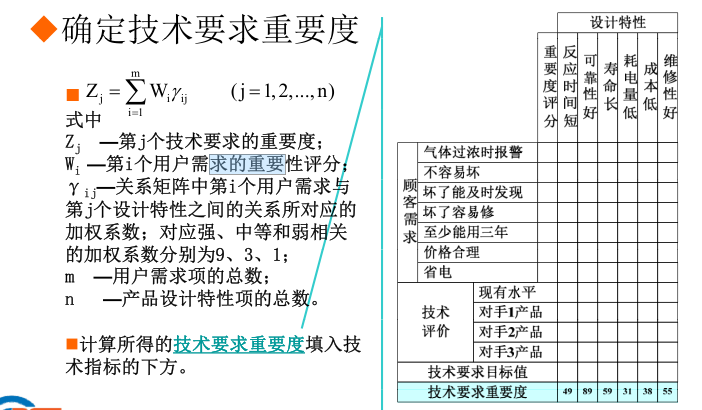 ◆确定技术要求重要度
■ Zj = ∑(i=1→m) Wiγij (j = 1, 2, ..., n)
式中
Zj —第j个技术要求的重要度；
Wi —第i个用户需求的重要性评分；
γij—关系矩阵中第i个用户需求与
第j个设计特性之间的关系所对应的
加权系数；对应强、中等和弱相关
的加权系数分别为9、3、1；
m —用户需求项的总数；
n —产品设计特性项的总数。
■计算所得的技术要求重要度填入技
术指标的下方。
设计特性
重要度评分
反应时间短
可靠性好
寿命长
耗电量低
成本低
维修性好
顾客需求
气体过浓时报警
不容易坏
坏了能及时发现
坏了容易修
至少能用三年
价格合理
省电
技术
评价
现有水平
对手1产品
对手2产品
对手3产品
技术要求目标值
技术要求重要度 49 89 59 31 38 55